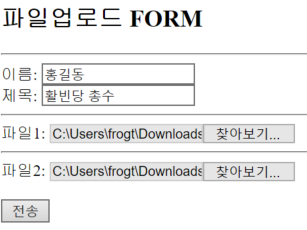 파일업로드 FORM
이름: 홍길동
제목: 활빈당 총수
파일1: C:\Users\frogt\Downloads 찾아보기...
파일2: C:\Users\frogt\Downloads 찾아보기...
전송